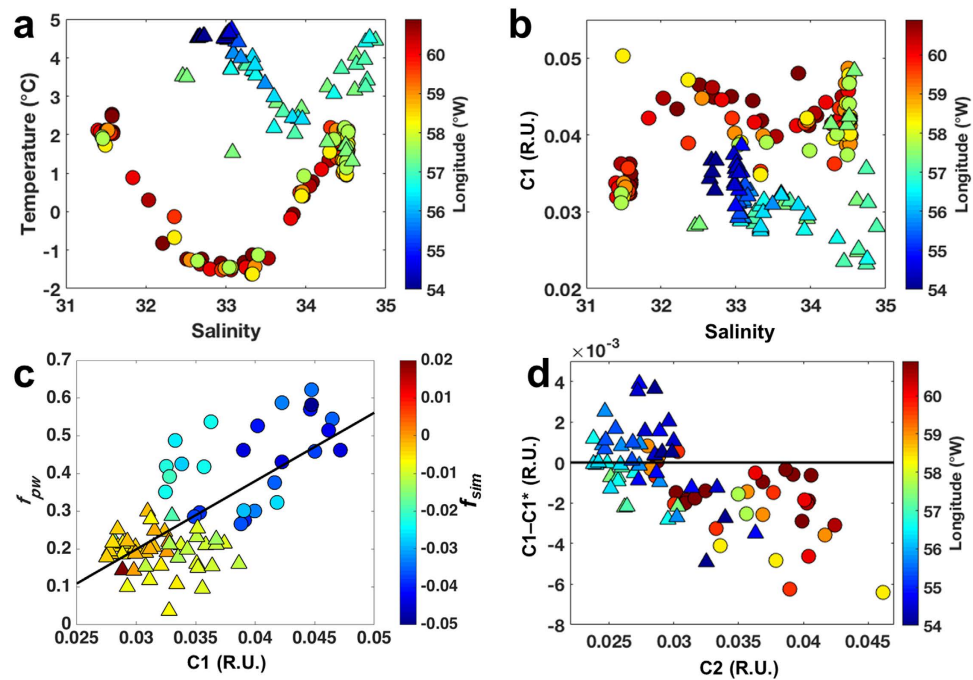 a
5
4
3
2
1
0
-1
-2
31 32 33 34 35
Temperature (°C)
Salinity
60
59
58
57
56
55
54
Longitude (°W)
b
0.05
0.04
0.03
0.02
31 32 33 34 35
C1 (R.U.)
Salinity
60
59
58
57
56
55
54
Longitude (°W)
c
0.7
0.6
0.5
0.4
0.3
0.2
0.1
0
0.025 0.03 0.035 0.04 0.045 0.05
fpw
C1 (R.U.)
0.02
0.01
0
-0.01
-0.02
-0.03
-0.04
-0.05
fsim
d
×10⁻³
4
2
0
-2
-4
-6
-8
0.025 0.03 0.035 0.04 0.045
C1–C1* (R.U.)
C2 (R.U.)
60
59
58
57
56
55
54
Longitude (°W)